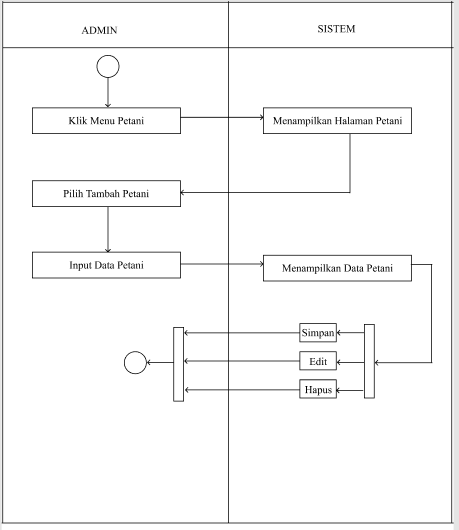 ADMIN
SISTEM
Klik Menu Petani
Menampilkan Halaman Petani
Pilih Tambah Petani
Input Data Petani
Menampilkan Data Petani
Simpan
Edit
Hapus